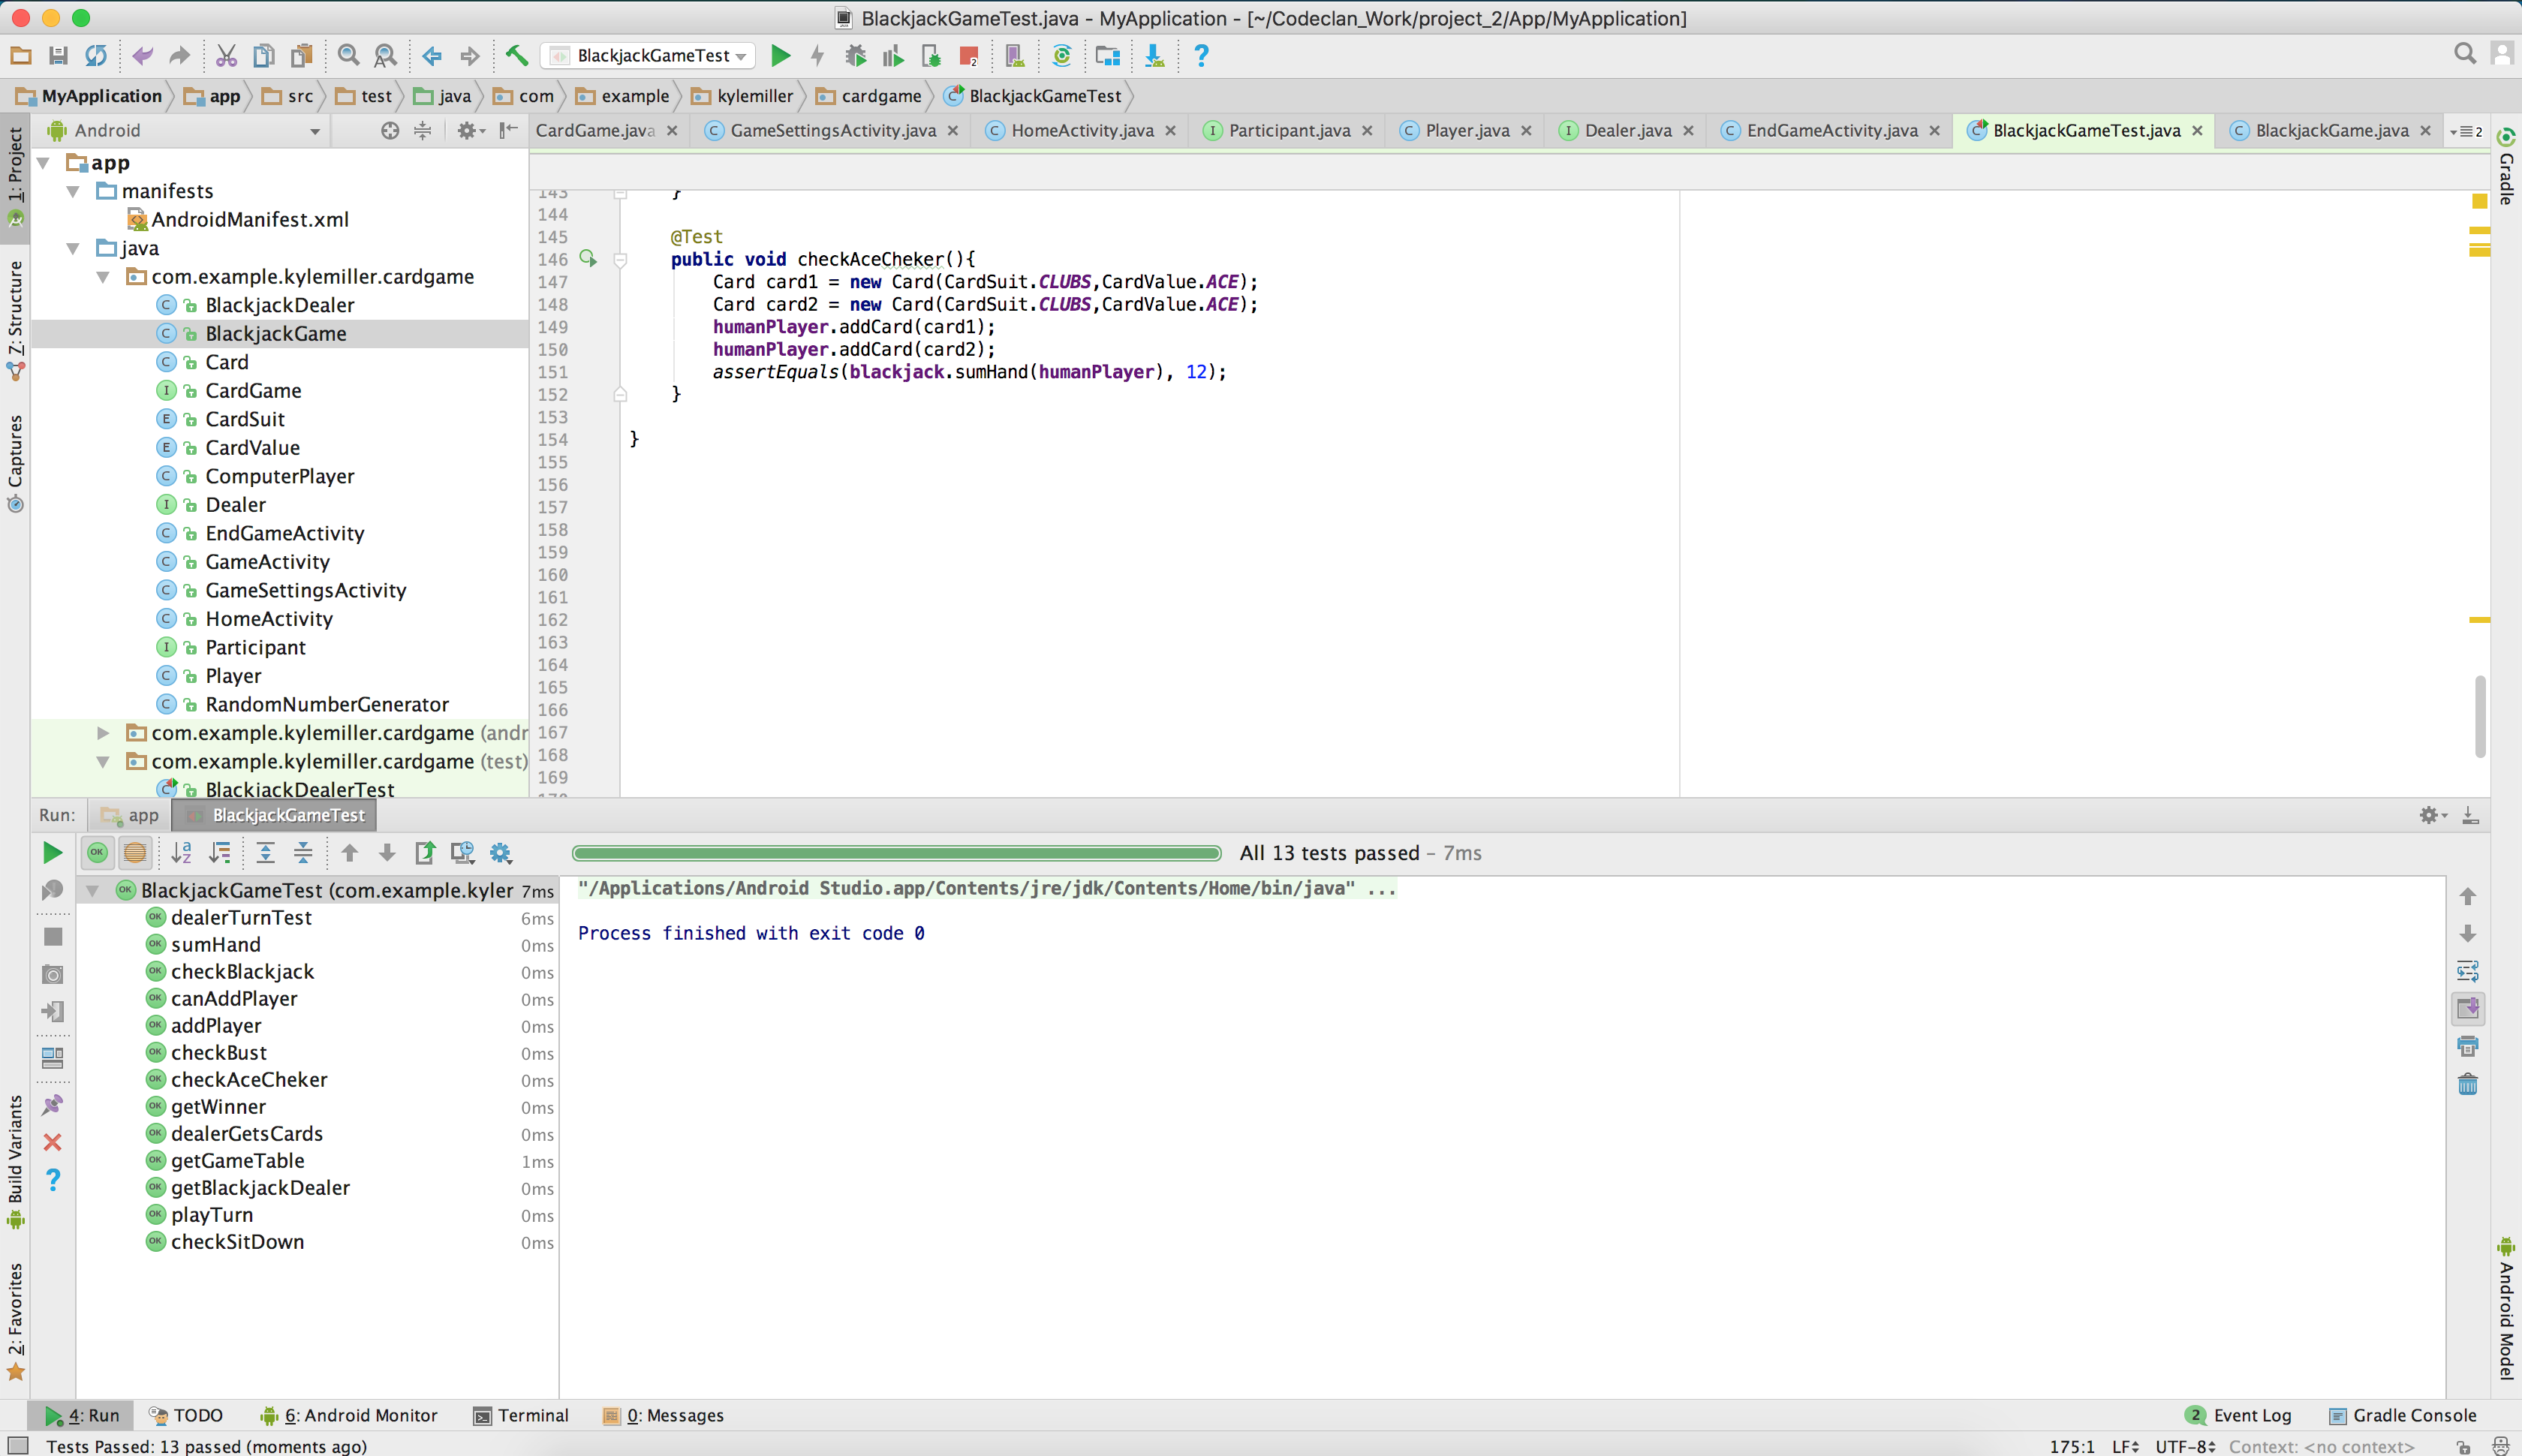 BlackjackGameTest.java - MyApplication - [~/Codeclan_Work/project_2/App/MyApplication]
BlackjackGameTest
MyApplication app src test java com example kylemiller cardgame BlackjackGameTest
Android
CardGame.java GameSettingsActivity.java HomeActivity.java Participant.java Player.java Dealer.java EndGameActivity.java BlackjackGameTest.java BlackjackGame.java 2
1: Project
Z: Structure
Captures
Build Variants
2: Favorites
app
manifests
AndroidManifest.xml
java
com.example.kylemiller.cardgame
BlackjackDealer
BlackjackGame
Card
CardGame
CardSuit
CardValue
ComputerPlayer
Dealer
EndGameActivity
GameActivity
GameSettingsActivity
HomeActivity
Participant
Player
RandomNumberGenerator
com.example.kylemiller.cardgame (andr
com.example.kylemiller.cardgame (test)
BlackjackDealerTest
143 }
144
145 @Test
146 public void checkAceCheker(){
147 Card card1 = new Card(CardSuit.CLUBS,CardValue.ACE);
148 Card card2 = new Card(CardSuit.CLUBS,CardValue.ACE);
149 humanPlayer.addCard(card1);
150 humanPlayer.addCard(card2);
151 assertEquals(blackjack.sumHand(humanPlayer), 12);
152 }
153
154 }
155
156
157
158
159
160
161
162
163
164
165
166
167
168
169
170
Gradle
Android Model
Run: app BlackjackGameTest
All 13 tests passed – 7ms
BlackjackGameTest (com.example.kyler 7ms
dealerTurnTest 6ms
sumHand 0ms
checkBlackjack 0ms
canAddPlayer 0ms
addPlayer 0ms
checkBust 0ms
checkAceCheker 0ms
getWinner 0ms
dealerGetsCards 0ms
getGameTable 1ms
getBlackjackDealer 0ms
playTurn 0ms
checkSitDown 0ms
"/Applications/Android Studio.app/Contents/jre/jdk/Contents/Home/bin/java" ...
Process finished with exit code 0
4: Run TODO 6: Android Monitor Terminal 0: Messages 2 Event Log Gradle Console
Tests Passed: 13 passed (moments ago) 175:1 LF UTF-8 Context: <no context>